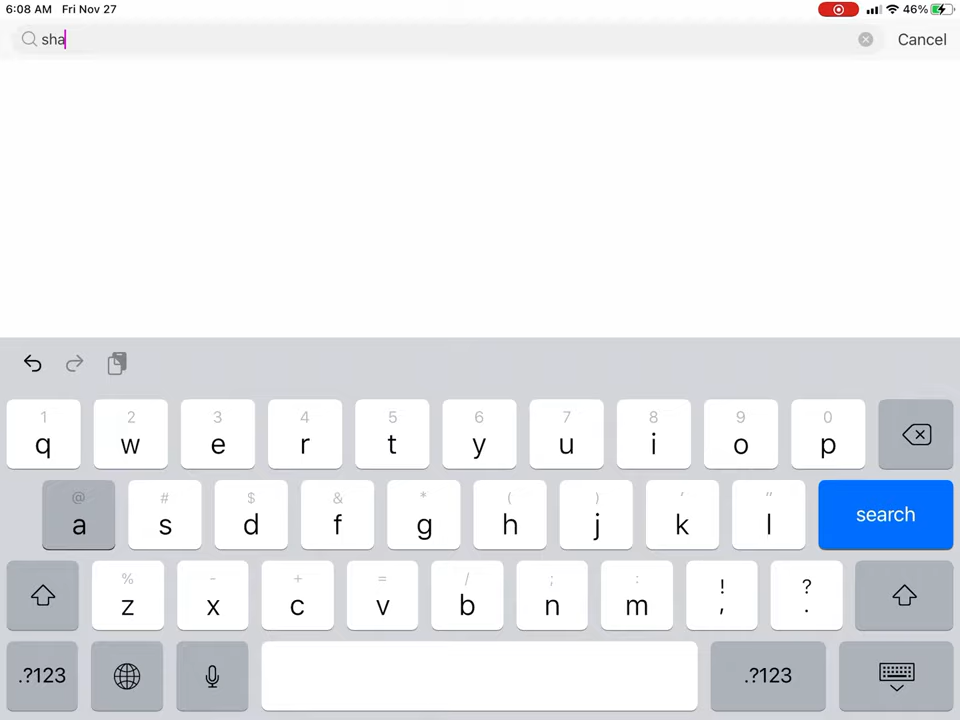 6:08 AM Fri Nov 27 46%
sha Cancel
1 2 3 4 5 6 7 8 9 0
q w e r t y u i o p
@ # $ & * ( ) ' "
a s d f g h j k l search
% - + = / ; : ! ?
z x c v b n m , .
.?123 .?123